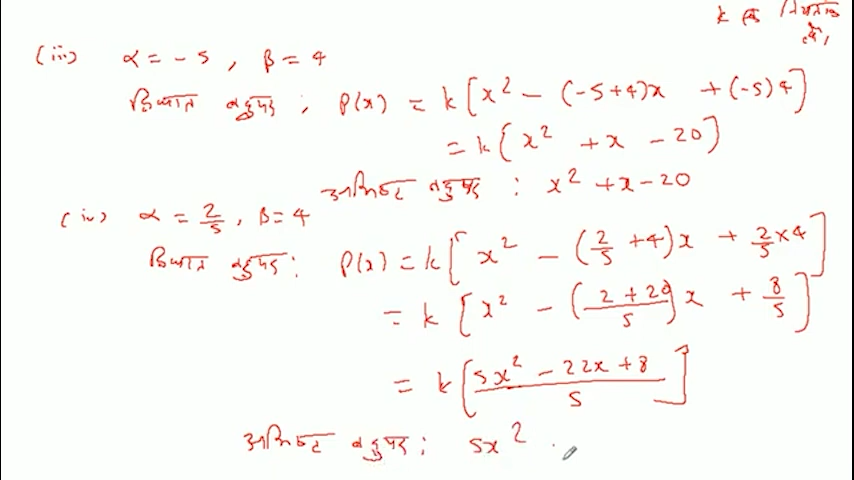 k
(iii) α = -5 , β = 4
দ্বিঘাত বহুপদ : P(x) = k[x² - (-5+4)x + (-5)4]
= k[x² + x - 20]
বহুপদ : x² + x - 20
(iv) α = 2/5 , β = 4
দ্বিঘাত বহুপদ : P(x) = k[x² - (2/5 + 4)x + 2/5 × 4]
= k[x² - (2+20/5)x + 8/5]
= k[5x² - 22x + 8/5]
বহুপদ : 5x²